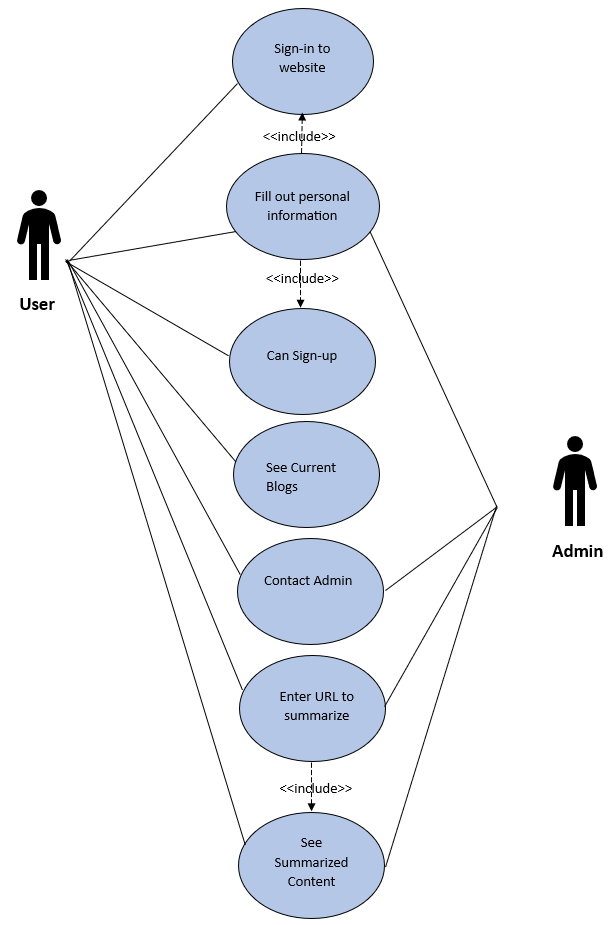 Sign-in to
website
<<include>>
Fill out personal
information
User
<<include>>
Can Sign-up
See Current
Blogs
Admin
Contact Admin
Enter URL to
summarize
<<include>>
See
Summarized
Content